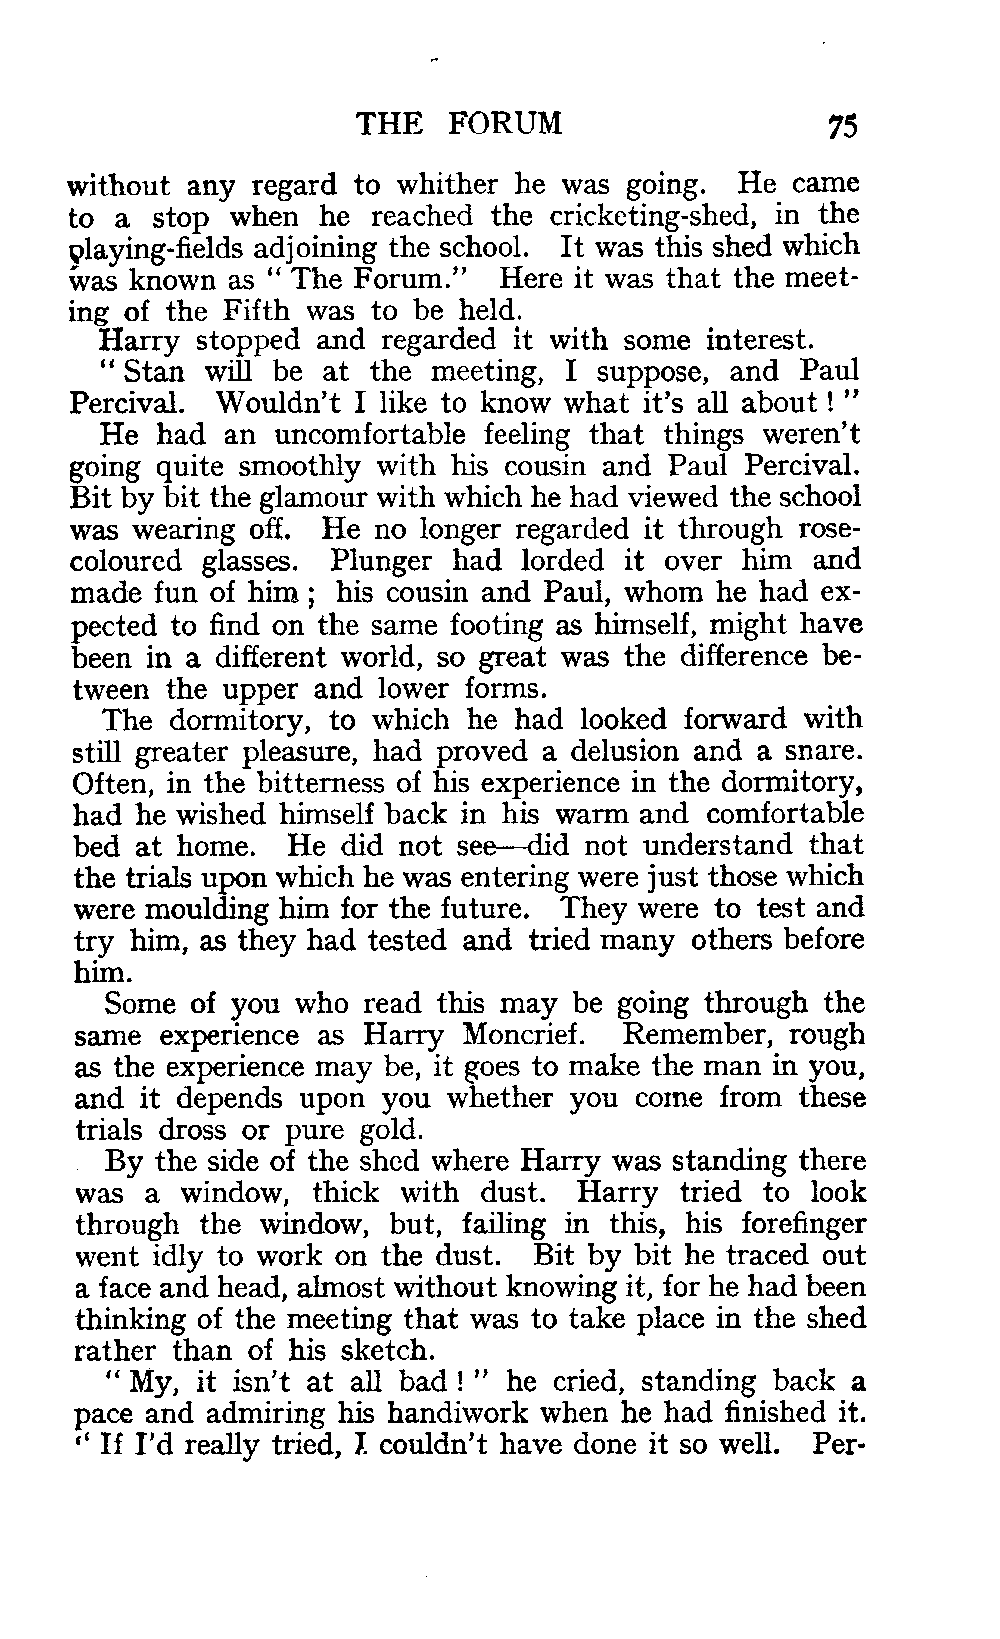 THE FORUM 75
without any regard to whither he was going. He came
to a stop when he reached the cricketing-shed, in the
playing-fields adjoining the school. It was this shed which
was known as “ The Forum.” Here it was that the meet-
ing of the Fifth was to be held.
Harry stopped and regarded it with some interest.
“ Stan will be at the meeting, I suppose, and Paul
Percival. Wouldn't I like to know what it's all about ! ”
He had an uncomfortable feeling that things weren't
going quite smoothly with his cousin and Paul Percival.
Bit by bit the glamour with which he had viewed the school
was wearing off. He no longer regarded it through rose-
coloured glasses. Plunger had lorded it over him and
made fun of him ; his cousin and Paul, whom he had ex-
pected to find on the same footing as himself, might have
been in a different world, so great was the difference be-
tween the upper and lower forms.
The dormitory, to which he had looked forward with
still greater pleasure, had proved a delusion and a snare.
Often, in the bitterness of his experience in the dormitory,
had he wished himself back in his warm and comfortable
bed at home. He did not see—did not understand that
the trials upon which he was entering were just those which
were moulding him for the future. They were to test and
try him, as they had tested and tried many others before
him.
Some of you who read this may be going through the
same experience as Harry Moncrief. Remember, rough
as the experience may be, it goes to make the man in you,
and it depends upon you whether you come from these
trials dross or pure gold.
By the side of the shed where Harry was standing there
was a window, thick with dust. Harry tried to look
through the window, but, failing in this, his forefinger
went idly to work on the dust. Bit by bit he traced out
a face and head, almost without knowing it, for he had been
thinking of the meeting that was to take place in the shed
rather than of his sketch.
“ My, it isn't at all bad ! ” he cried, standing back a
pace and admiring his handiwork when he had finished it.
“ If I'd really tried, I couldn't have done it so well. Per-